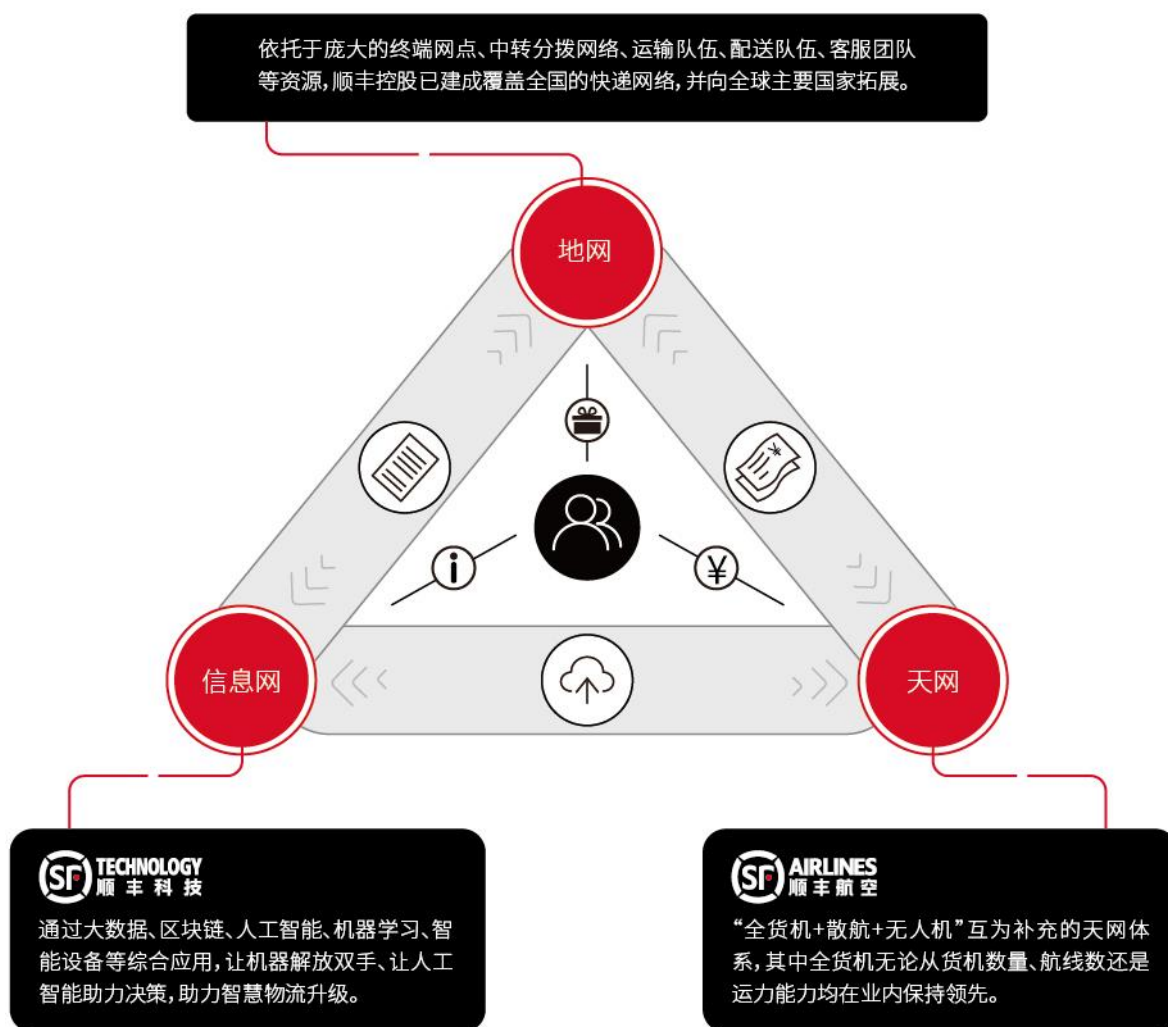 依托于庞大的终端网点、中转分拨网络、运输队伍、配送队伍、客服团队
等资源,顺丰控股已建成覆盖全国的快递网络,并向全球主要国家拓展。
地网
i
¥
信息网
天网
SF TECHNOLOGY
顺丰科技
通过大数据、区块链、人工智能、机器学习、智
能设备等综合应用,让机器解放双手、让人工
智能助力决策,助力智慧物流升级。
SF AIRLINES
顺丰航空
“全货机+散航+无人机”互为补充的天网体
系,其中全货机无论从货机数量、航线数还是
运力能力均在业内保持领先。